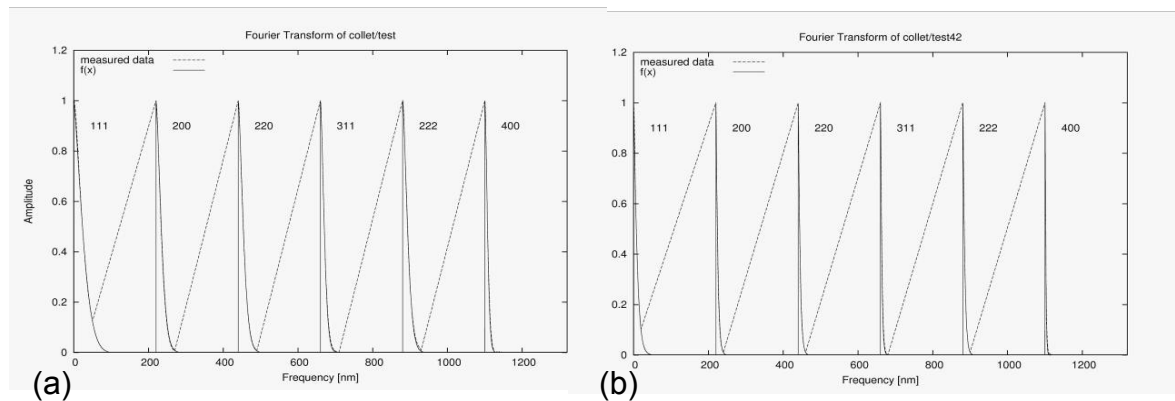 Fourier Transform of collet/test
1.2
measured data
f(x)
1
111 200 220 311 222 400
0.8
Amplitude
0.6
0.4
0.2
0
0 200 400 600 800 1000 1200
Frequency [nm]
(a)
Fourier Transform of collet/test42
1.2
measured data
f(x)
1
111 200 220 311 222 400
0.8
0.6
0.4
0.2
0
0 200 400 600 800 1000 1200
Frequency [nm]
(b)